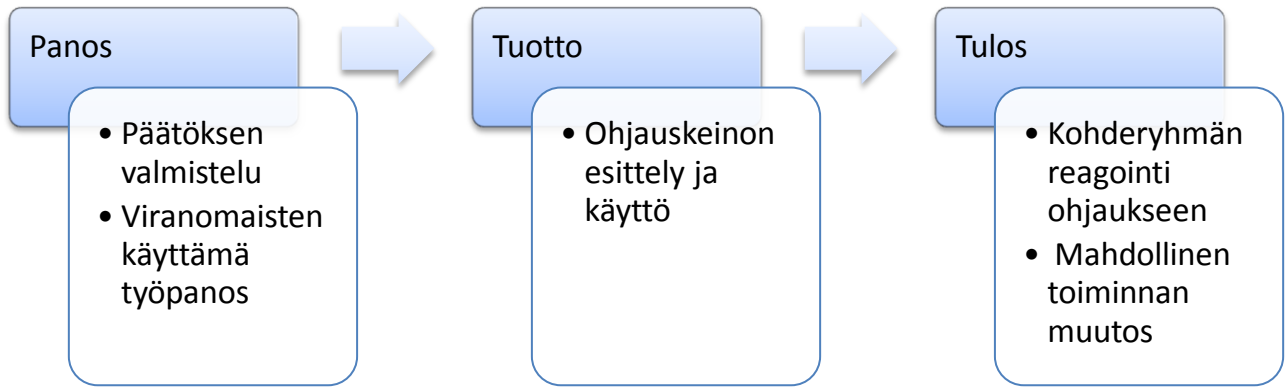 Panos
• Päätöksen
valmistelu
• Viranomaisten
käyttämä
työpanos
Tuotto
• Ohjauskeinon
esittely ja
käyttö
Tulos
• Kohderyhmän
reagointi
ohjaukseen
• Mahdollinen
toiminnan
muutos